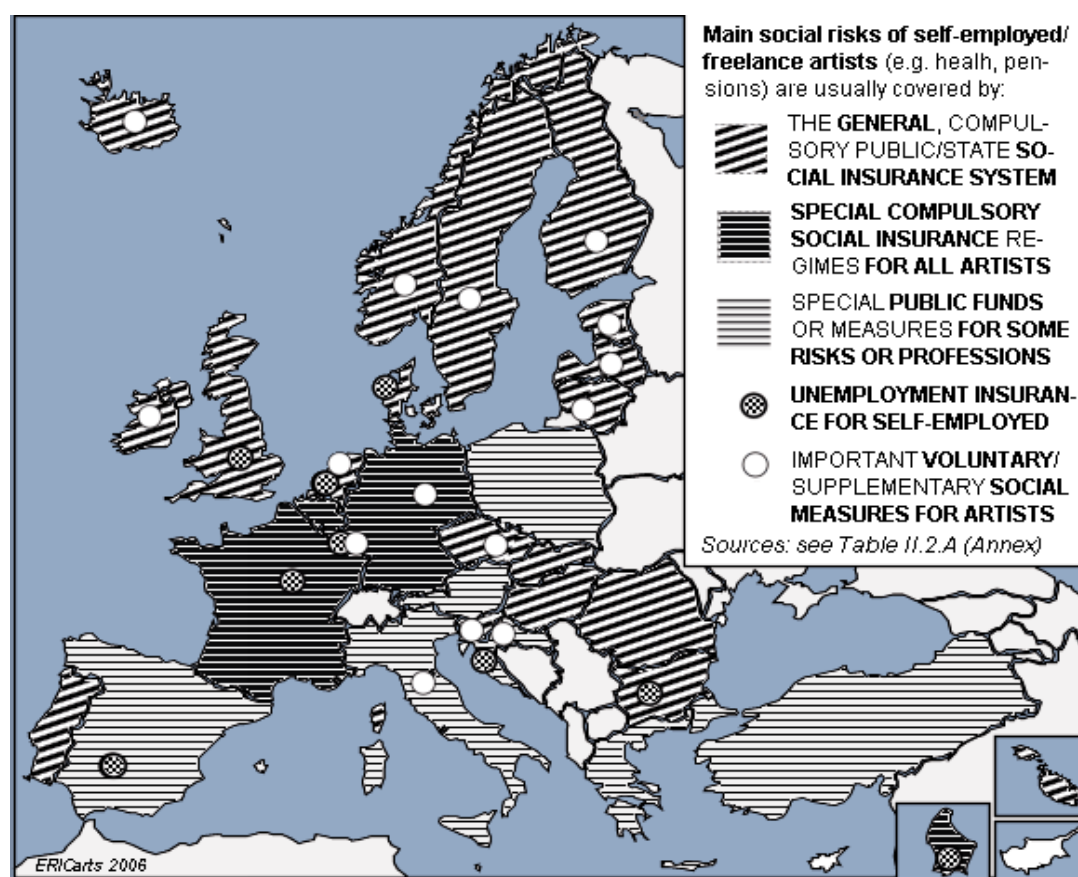 Main social risks of self-employed/
freelance artists (e.g. healh, pen-
sions) are usually covered by:
THE GENERAL, COMPUL-
SORY PUBLIC/STATE SO-
CIAL INSURANCE SYSTEM
SPECIAL COMPULSORY
SOCIAL INSURANCE RE-
GIMES FOR ALL ARTISTS
SPECIAL PUBLIC FUNDS
OR MEASURES FOR SOME
RISKS OR PROFESSIONS
UNEMPLOYMENT INSURAN-
CE FOR SELF-EMPLOYED
IMPORTANT VOLUNTARY/
SUPPLEMENTARY SOCIAL
MEASURES FOR ARTISTS
Sources: see Table II.2.A (Annex)
ERICarts 2006